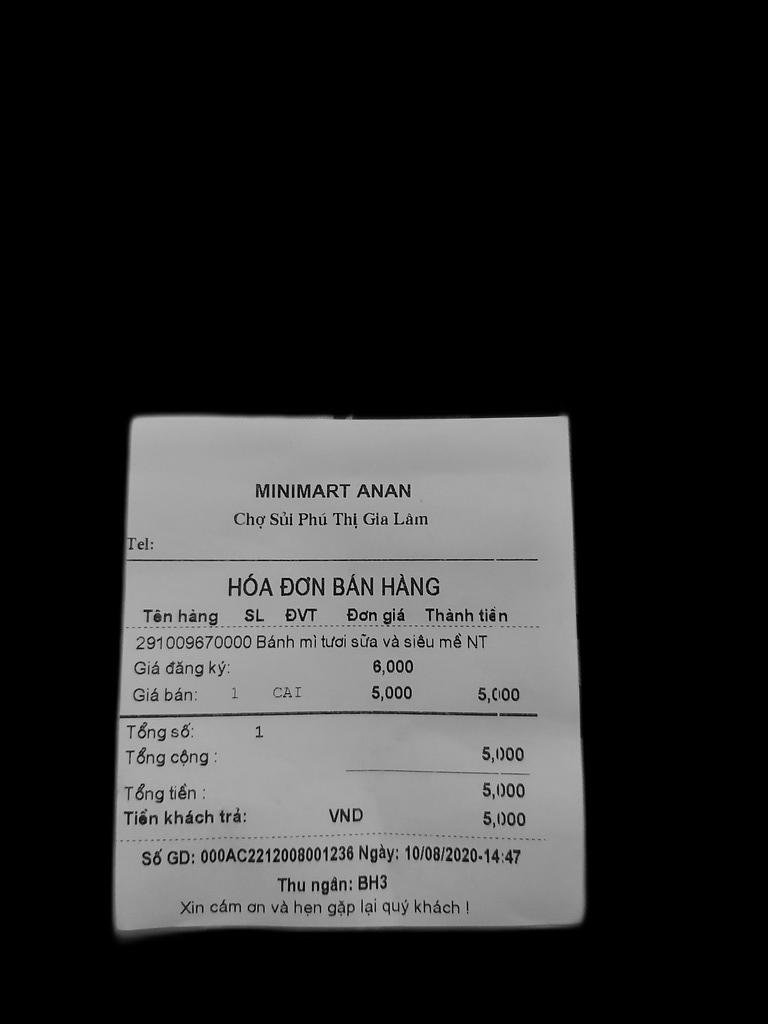 MINIMART ANAN
Chợ Sủi Phú Thị Gia Lâm
Tel:
HÓA ĐƠN BÁN HÀNG
Tên hàng SL ĐVT Đơn giá Thành tiền
291009670000 Bánh mì tươi sữa và siêu mề NT
Giá đăng ký: 6,000
Giá bán: 1 CAI 5,000 5,000
Tổng số: 1
Tổng cộng : 5,000
Tổng tiền : 5,000
Tiền khách trả: VND 5,000
Số GD: 000AC2212008001236 Ngày: 10/08/2020-14:47
Thu ngân: BH3
Xin cám ơn và hẹn gặp lại quý khách !